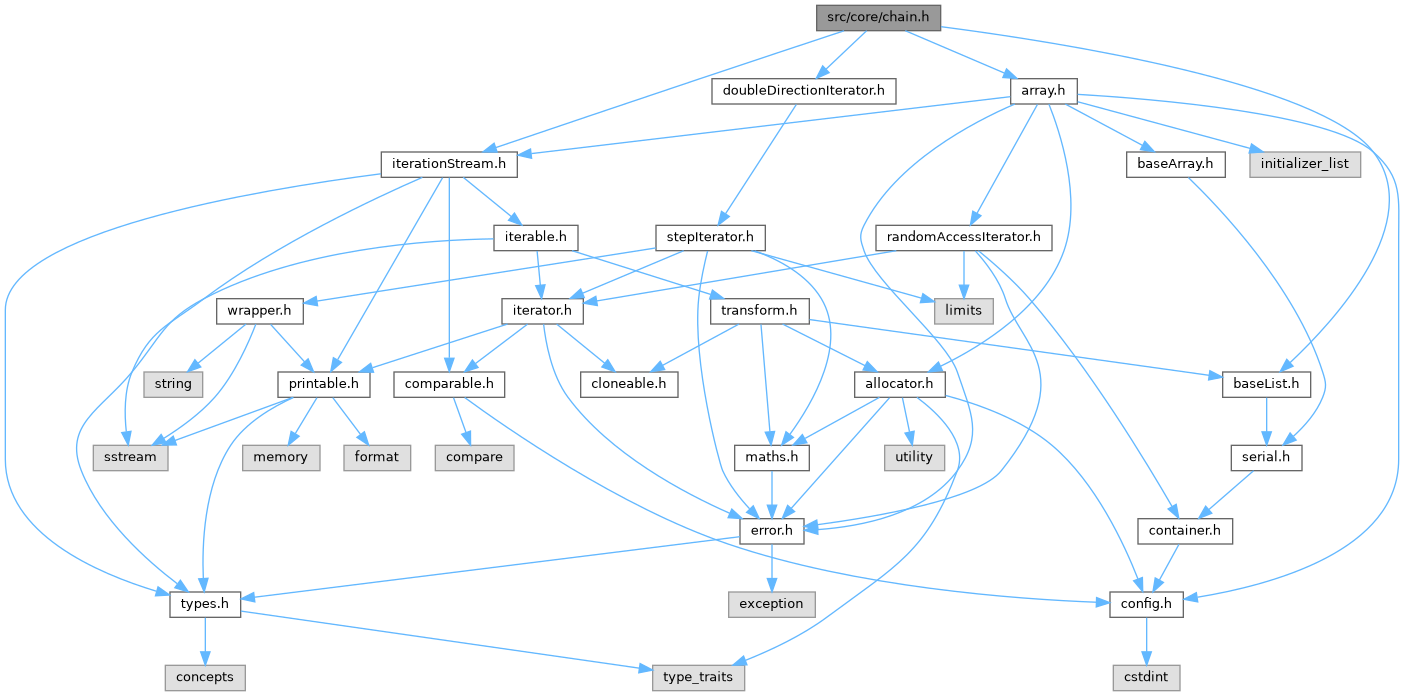 src/core/chain.h
doubleDirectionIterator.h
array.h
iterationStream.h
baseArray.h
initializer_list
iterable.h
stepIterator.h
randomAccessIterator.h
wrapper.h
iterator.h
transform.h
limits
string
printable.h
comparable.h
cloneable.h
allocator.h
baseList.h
sstream
memory
format
compare
maths.h
utility
serial.h
error.h
container.h
types.h
exception
config.h
concepts
type_traits
cstdint